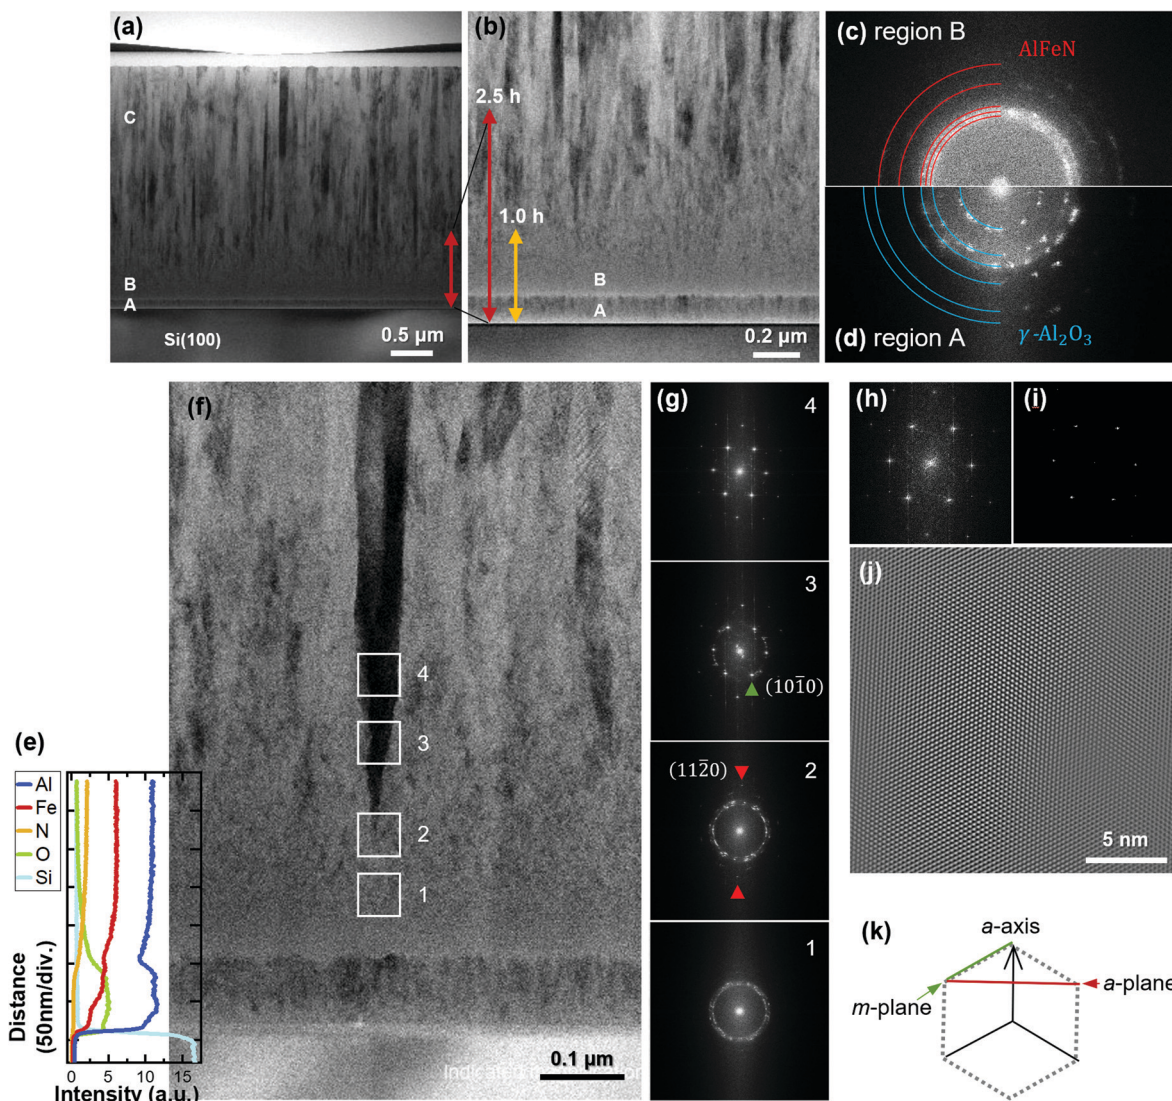 (a)
C
B
A
Si(100)
0.5 μm
(b)
2.5 h
1.0 h
B
A
0.2 μm
(c) region B
AlFeN
(d) region A
γ-Al₂O₃
(e)
Al
Fe
N
O
Si
Distance
(50nm/div.)
0 5 10 15
Intensity (a.u.)
(f)
4
3
2
1
0.1 μm
(g)
4
3
(101̄0)
2
(112̄0)
1
(h)
(i)
(j)
5 nm
(k)
a-axis
a-plane
m-plane